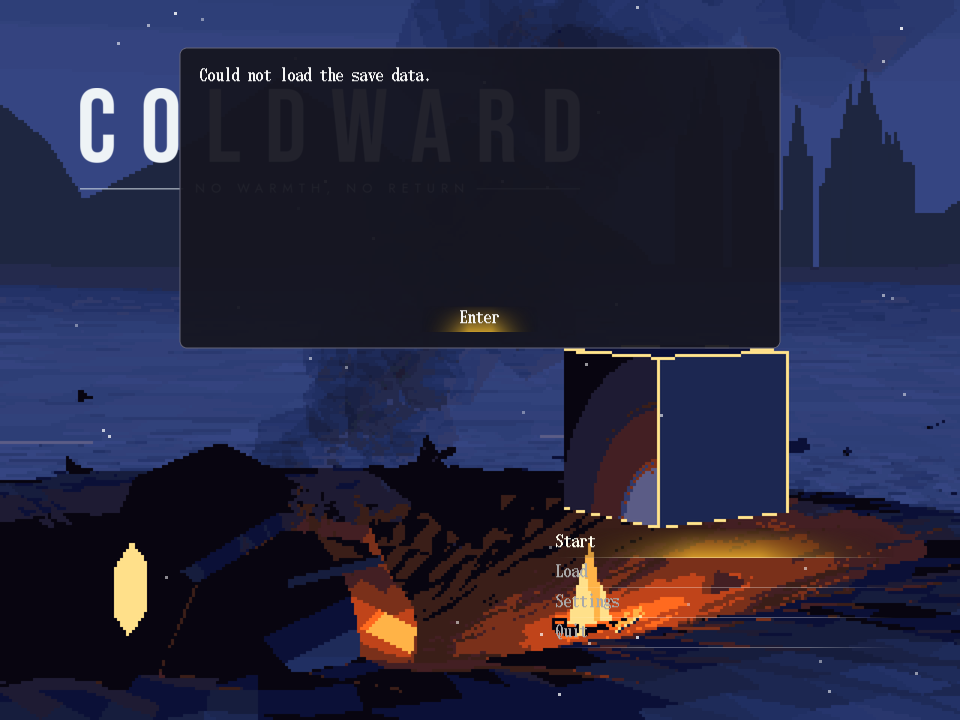 Could not load the save data.
COLDWARD
NO WARMTH, NO RETURN
Enter
Start
Load
Settings
Quit